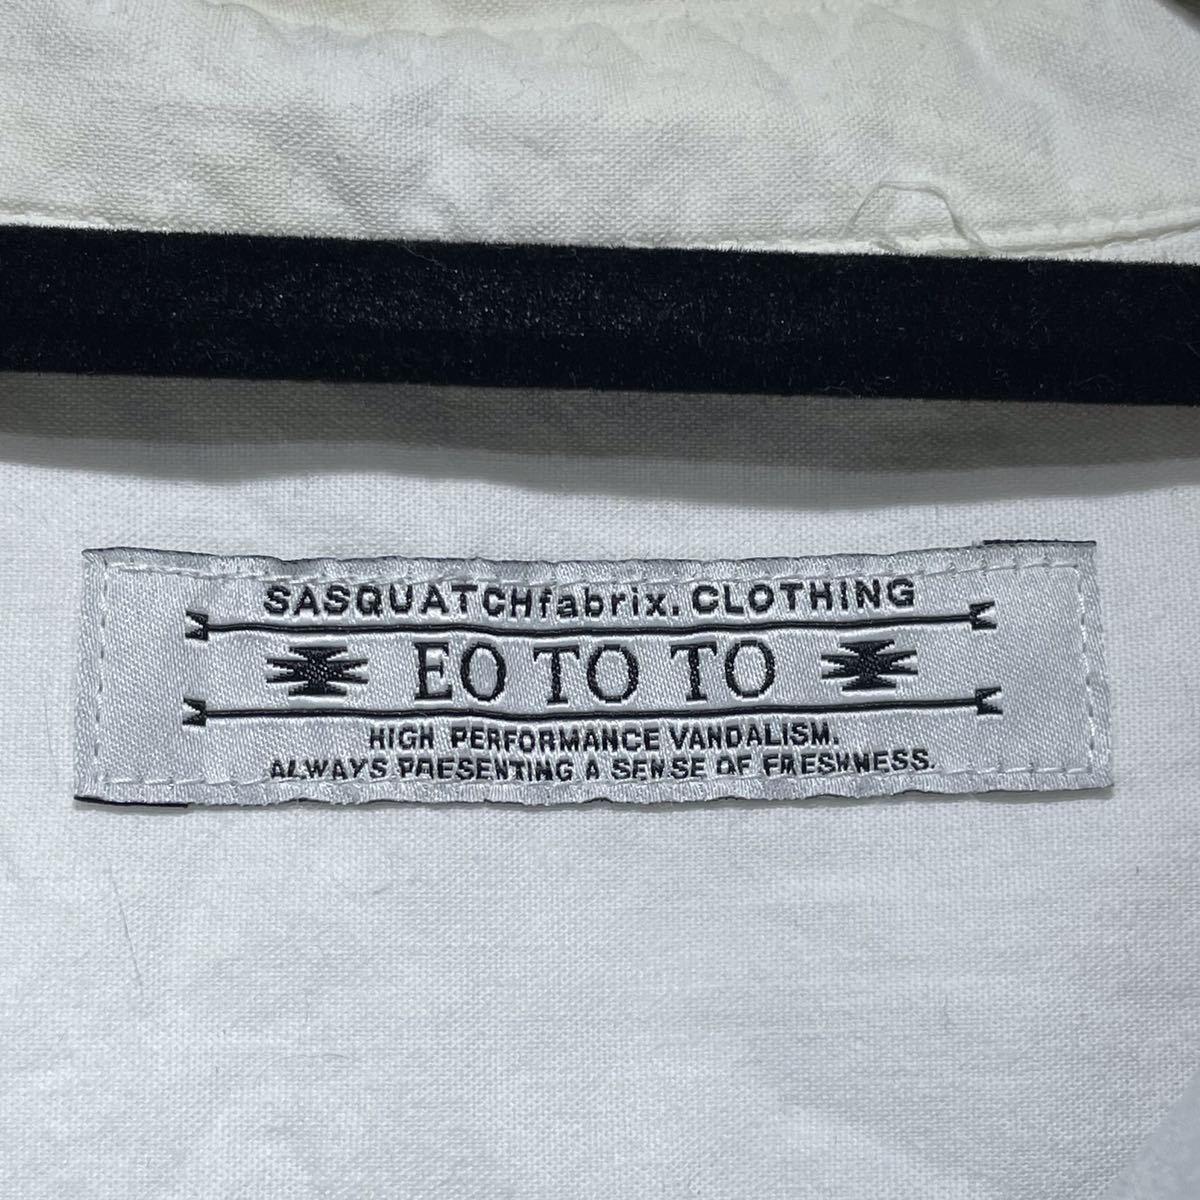 SASQUATCHfabrix. CLOTHING
EO TO TO
HIGH PERFORMANCE VANDALISM.
ALWAYS PRESENTING A SENSE OF FRESHNESS.